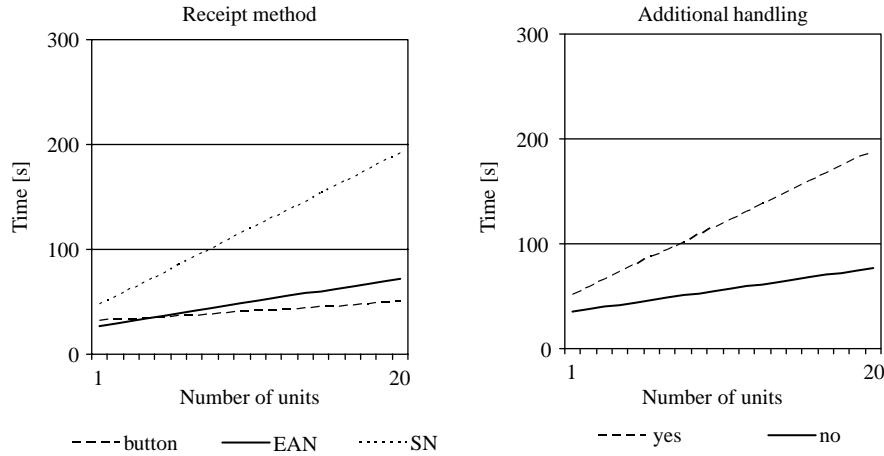 Receipt method
300
200
100
0
Time [s]
1
20
Number of units
button
EAN
SN
Additional handling
300
200
100
0
Time [s]
1
20
Number of units
yes
no